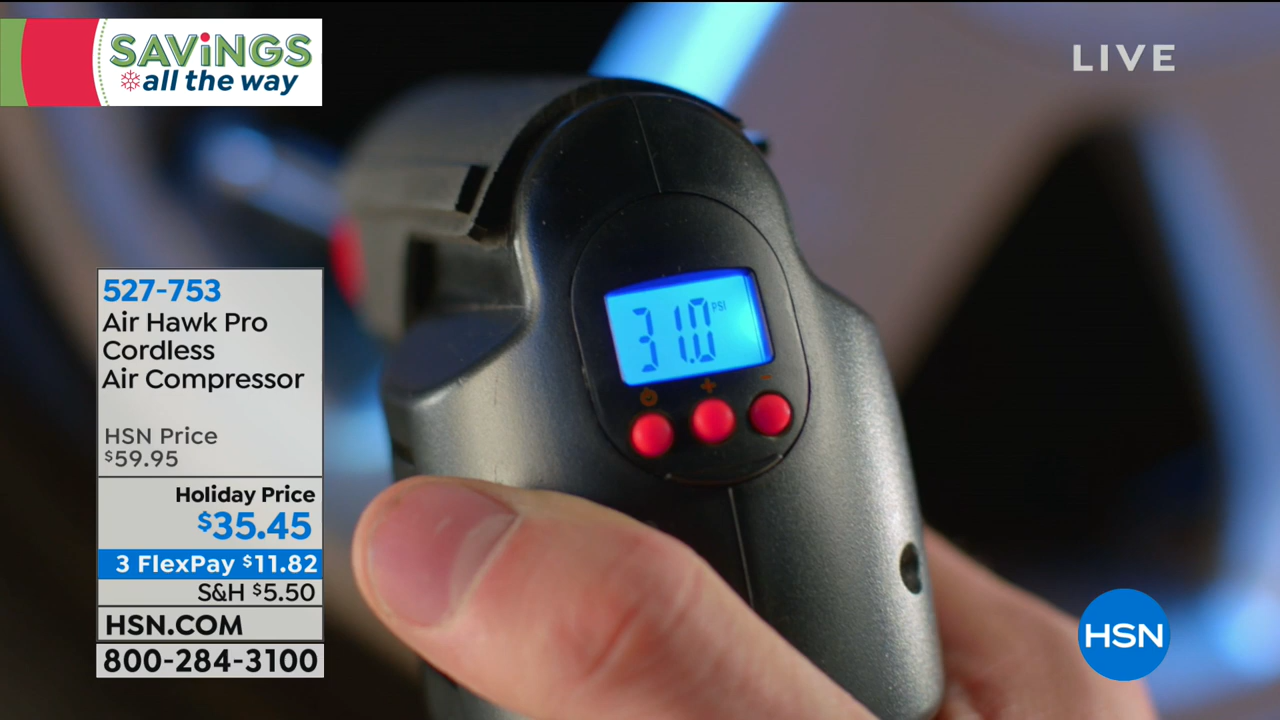 SAViNGS
all the way
LIVE
527-753
Air Hawk Pro
Cordless
Air Compressor
HSN Price
$59.95
Holiday Price
$35.45
3 FlexPay $11.82
S&H $5.50
HSN.COM
800-284-3100
31.0 PSI
+
-
HSN